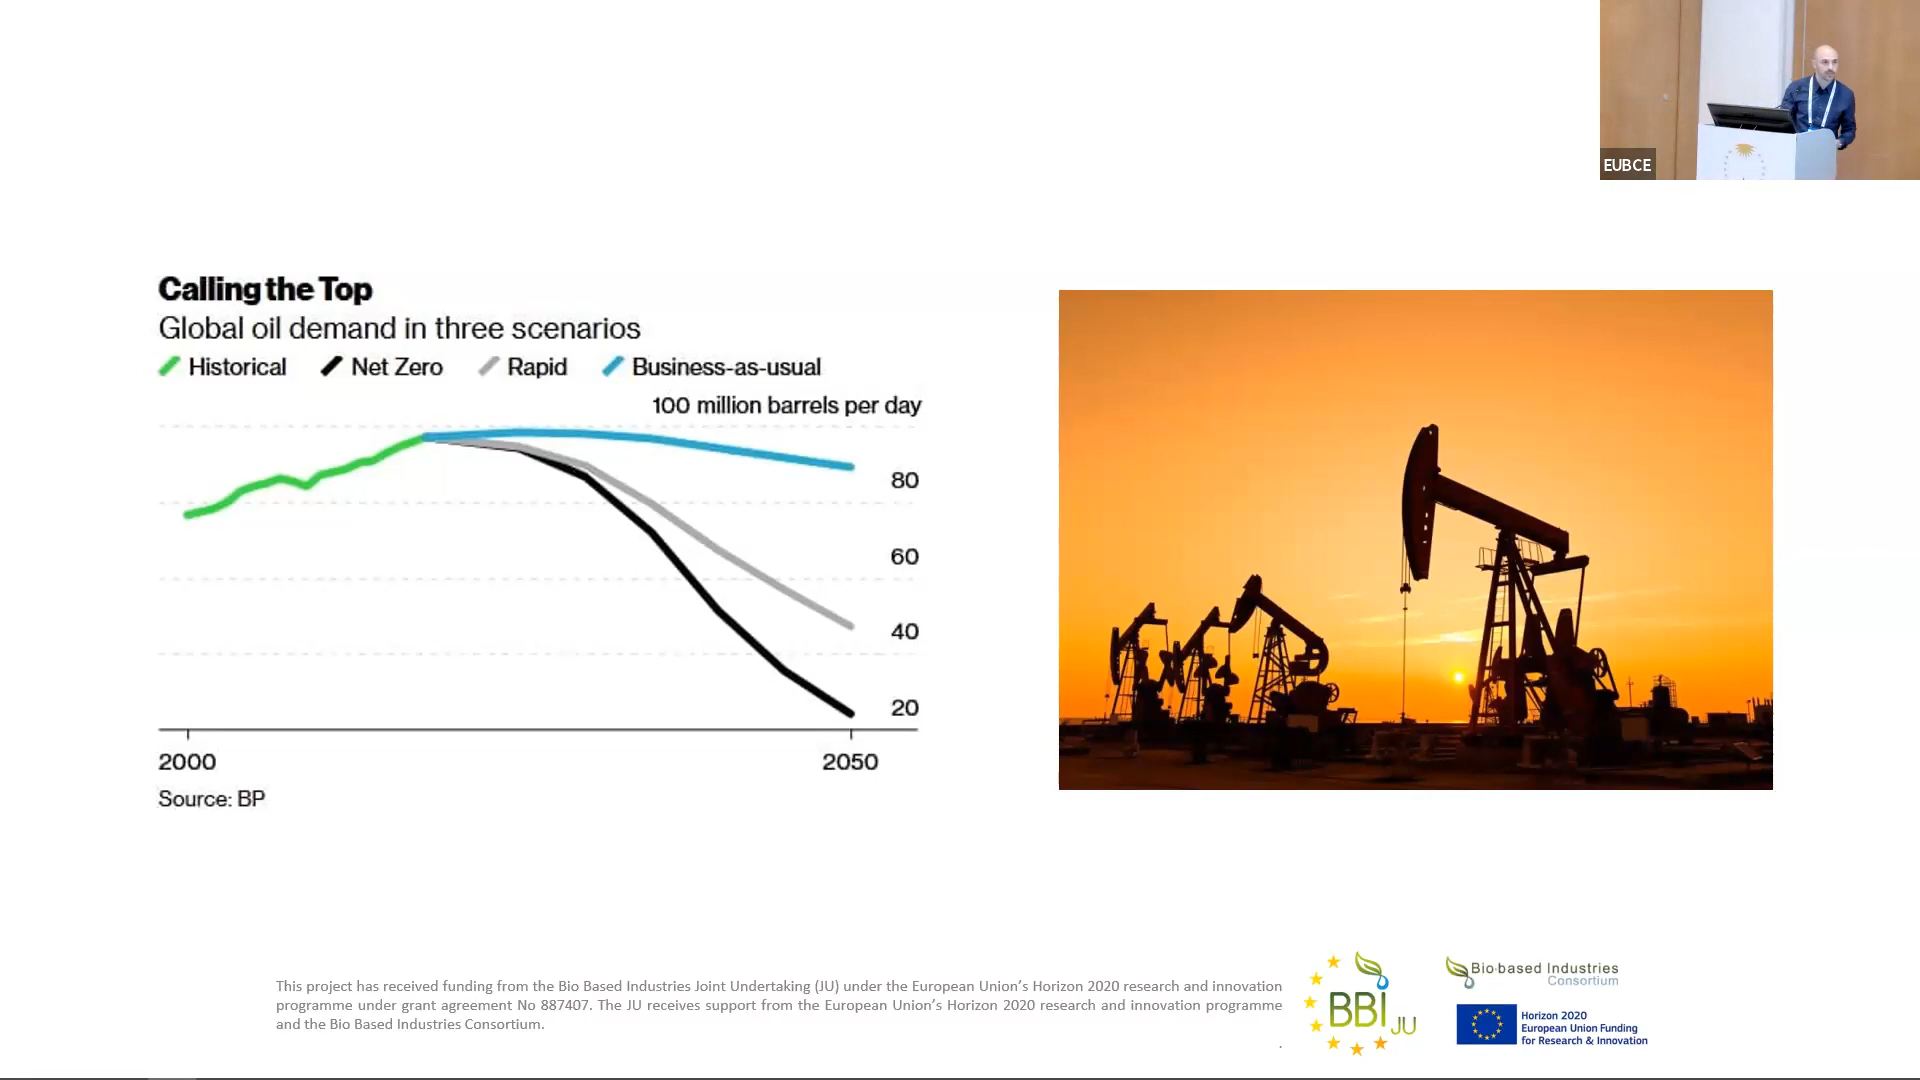 EUBCE
Calling the Top
Global oil demand in three scenarios
Historical Net Zero Rapid Business-as-usual
100 million barrels per day
80
60
40
20
2000 2050
Source: BP
This project has received funding from the Bio Based Industries Joint Undertaking (JU) under the European Union's Horizon 2020 research and innovation
programme under grant agreement No 887407. The JU receives support from the European Union's Horizon 2020 research and innovation programme
and the Bio Based Industries Consortium.
.
BBI JU
Bio-based Industries
Consortium
Horizon 2020
European Union Funding
for Research & Innovation